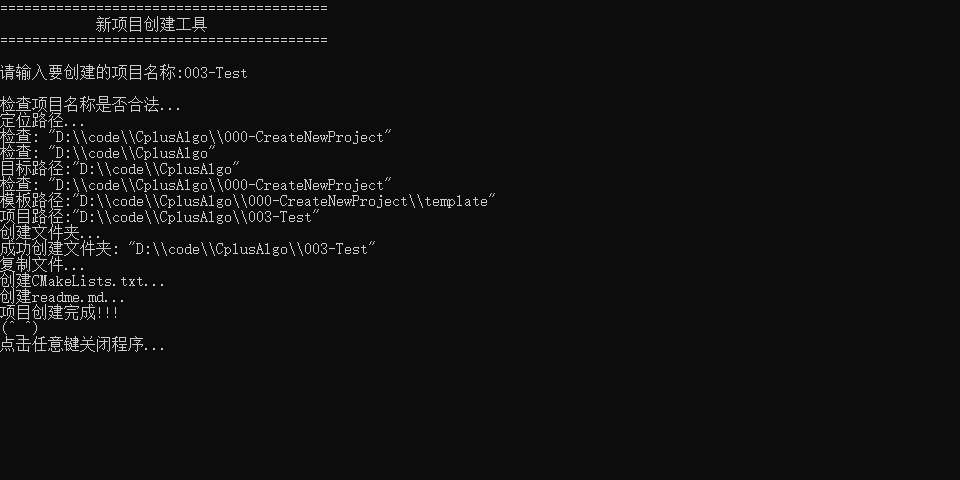 =========================================
新项目创建工具
=========================================
请输入要创建的项目名称:003-Test
检查项目名称是否合法...
定位路径...
检查: "D:\\code\\CplusAlgo\\000-CreateNewProject"
检查: "D:\\code\\CplusAlgo"
目标路径:"D:\\code\\CplusAlgo"
检查: "D:\\code\\CplusAlgo\\000-CreateNewProject"
模板路径:"D:\\code\\CplusAlgo\\000-CreateNewProject\\template"
项目路径:"D:\\code\\CplusAlgo\\003-Test"
创建文件夹...
成功创建文件夹: "D:\\code\\CplusAlgo\\003-Test"
复制文件...
创建CMakeLists.txt...
创建readme.md...
项目创建完成!!!
(^_^)
点击任意键关闭程序...